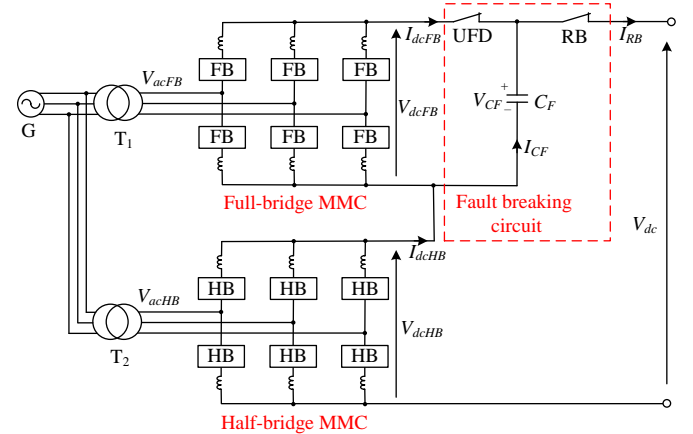 I_dcFB
UFD
RB
I_RB
FB FB FB
V_acFB
V_dcFB
V_CF
+
−
C_F
G
T₁
FB FB FB
I_CF
Full-bridge MMC
Fault breaking
circuit
V_dc
I_dcHB
HB HB HB
V_acHB
V_dcHB
T₂
HB HB HB
Half-bridge MMC